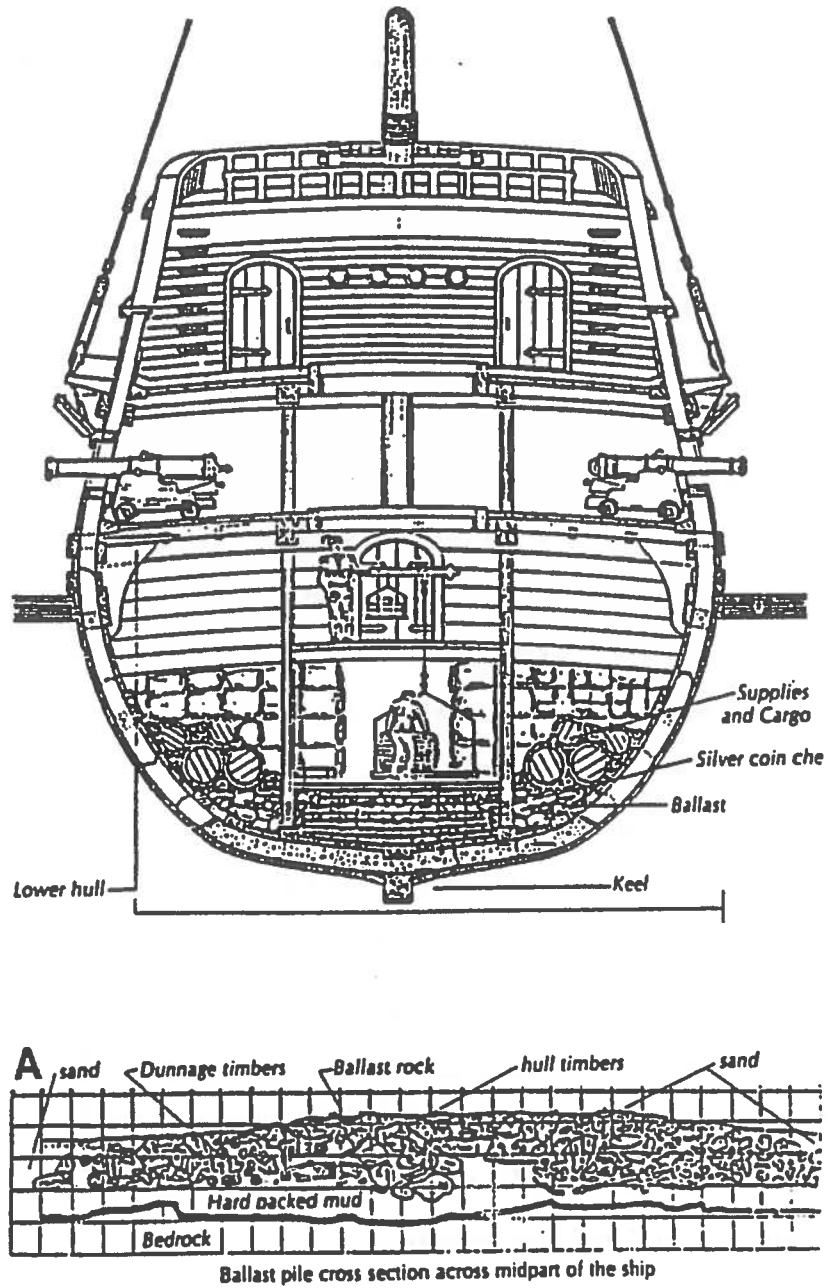 Supplies
and Cargo
Silver coin che
Ballast
Lower hull
Keel
A
sand
Dunnage timbers
Ballast rock
hull timbers
sand
Hard packed mud
Bedrock
Ballast pile cross section across midpart of the ship